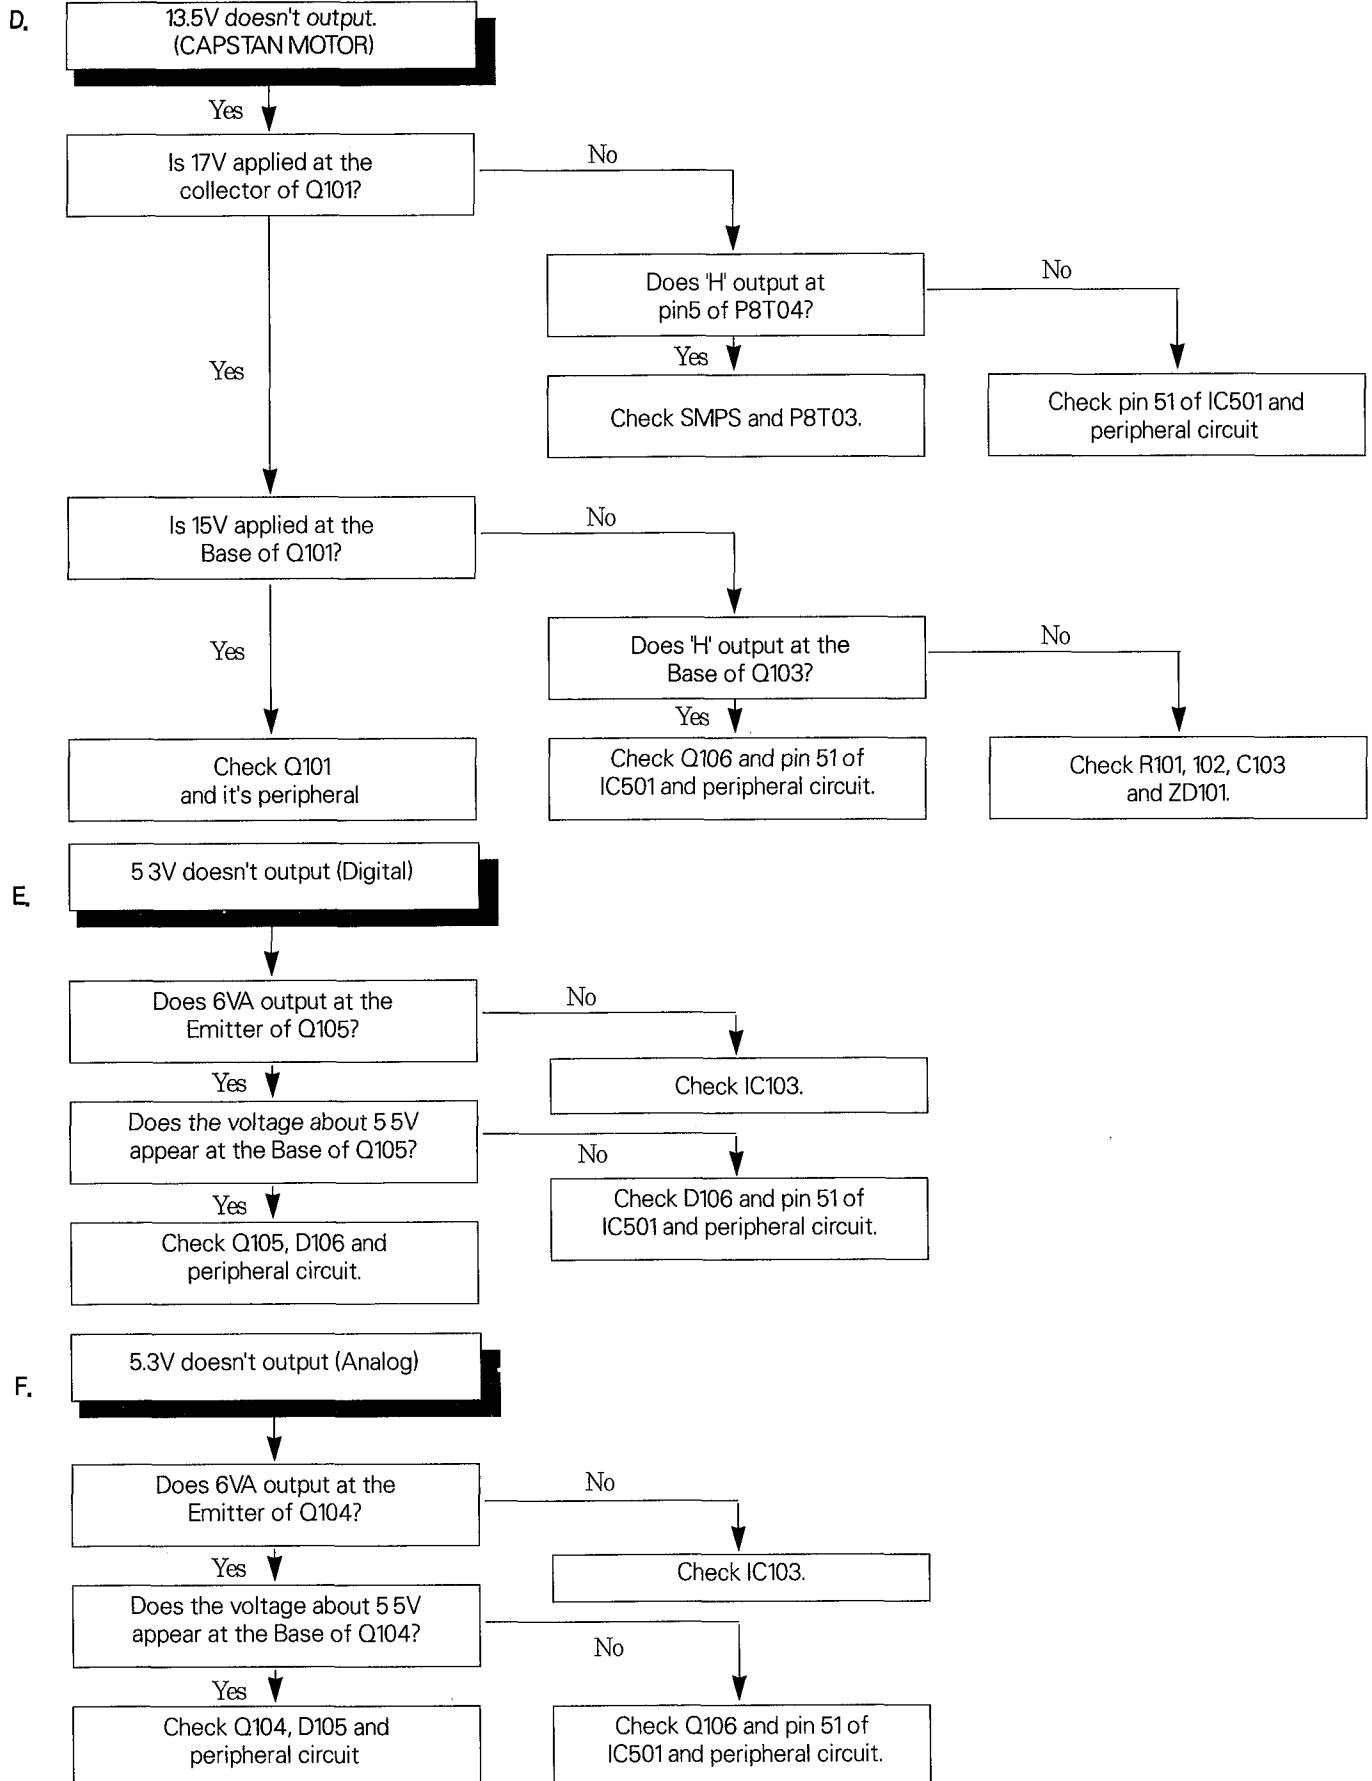 D.
13.5V doesn't output.
(CAPSTAN MOTOR)
Yes
Is 17V applied at the
collector of Q101?
No
Does 'H' output at
pin5 of P8T04?
No
Yes
Yes
Check SMPS and P8T03.
Check pin 51 of IC501 and
peripheral circuit
Is 15V applied at the
Base of Q101?
No
Does 'H' output at the
Base of Q103?
No
Yes
Yes
Check Q101
and it's peripheral
Check Q106 and pin 51 of
IC501 and peripheral circuit.
Check R101, 102, C103
and ZD101.
E.
5 3V doesn't output (Digital)
Does 6VA output at the
Emitter of Q105?
No
Check IC103.
Yes
Does the voltage about 5 5V
appear at the Base of Q105?
No
Check D106 and pin 51 of
IC501 and peripheral circuit.
Yes
Check Q105, D106 and
peripheral circuit.
F.
5.3V doesn't output (Analog)
Does 6VA output at the
Emitter of Q104?
No
Check IC103.
Yes
Does the voltage about 5 5V
appear at the Base of Q104?
No
Yes
Check Q104, D105 and
peripheral circuit
Check Q106 and pin 51 of
IC501 and peripheral circuit.